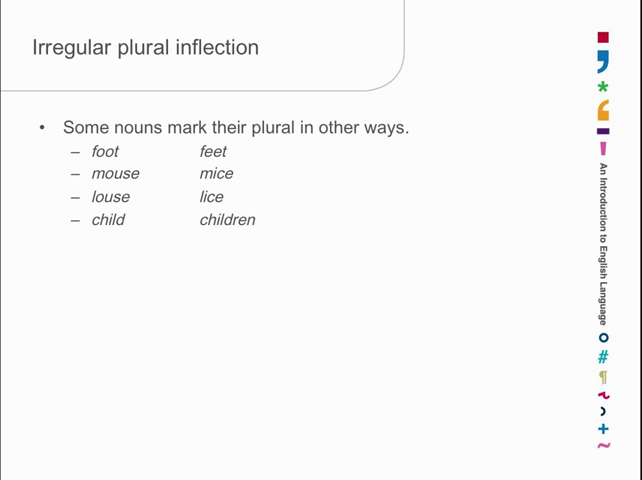 Irregular plural inflection
• Some nouns mark their plural in other ways.
– foot feet
– mouse mice
– louse lice
– child children
An Introduction to English Language